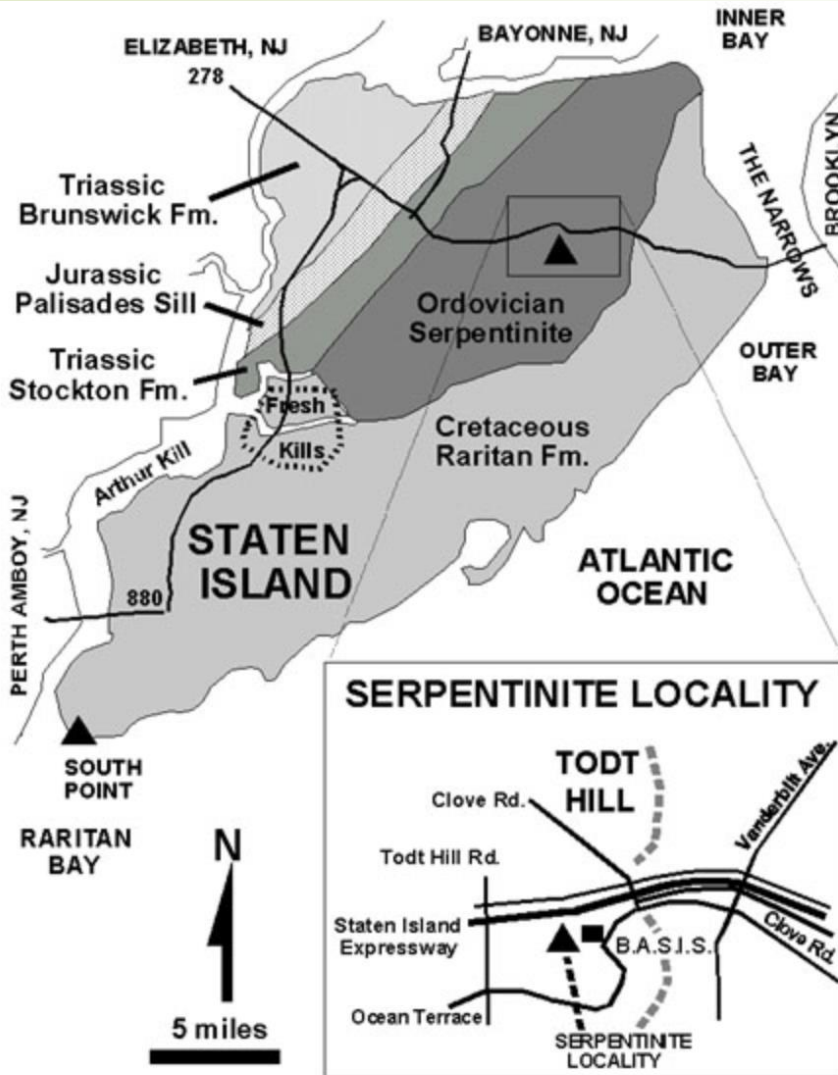 ELIZABETH, NJ
278
BAYONNE, NJ
INNER
BAY
BROOKLYN
THE NARROWS
Triassic
Brunswick Fm.
Jurassic
Palisades Sill
Triassic
Stockton Fm.
Ordovician
Serpentinite
OUTER
BAY
Fresh
Kills
Cretaceous
Raritan Fm.
Arthur Kill
PERTH AMBOY, NJ
STATEN
ISLAND
ATLANTIC
OCEAN
880
SOUTH
POINT
RARITAN
BAY
N
5 miles
SERPENTINITE LOCALITY
TODT
HILL
Clove Rd.
Vanderbilt Ave.
Todt Hill Rd.
Staten Island
Expressway
B.A.S.I.S.
Clove Rd.
Ocean Terrace
SERPENTINITE
LOCALITY